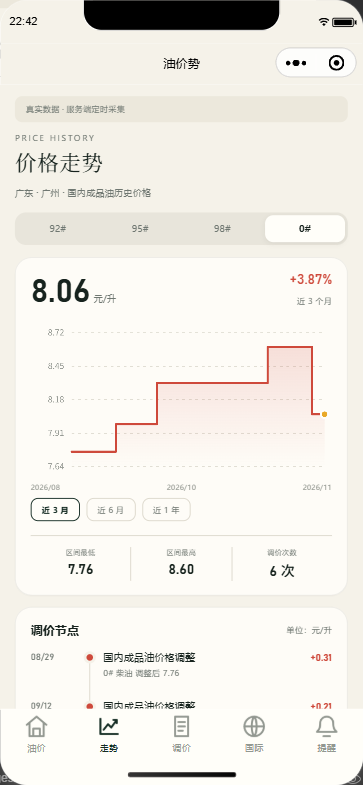 22:42
油价势
真实数据 · 服务端定时采集
PRICE HISTORY
价格走势
广东 · 广州 · 国内成品油历史价格
92# 95# 98# 0#
8.06 元/升 +3.87%
近 3 个月
8.72
8.45
8.18
7.91
7.64
2026/08 2026/10 2026/11
近 3 月 近 6 月 近 1 年
区间最低 区间最高 调价次数
7.76 8.60 6 次
调价节点 单位：元/升
08/29 国内成品油价格调整 +0.31
0# 柴油 调整后 7.76
09/12 国内成品油价格调整 +0.21
油价 走势 调价 国际 提醒